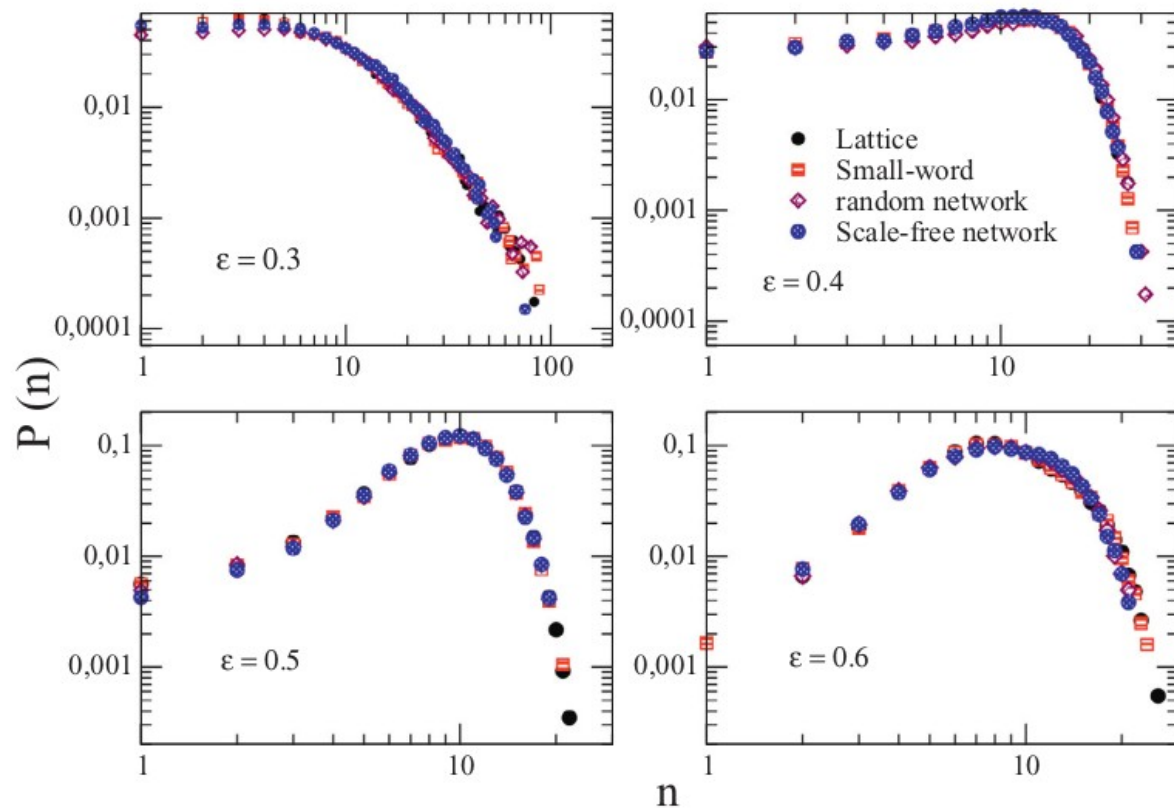 0,01
0,001
0,0001
ε = 0.3
1
10
100
0,01
0,001
0,0001
Lattice
Small-word
random network
Scale-free network
ε = 0.4
1
10
P (n)
0,1
0,01
0,001
ε = 0.5
1
10
0,1
0,01
0,001
ε = 0.6
1
10
n